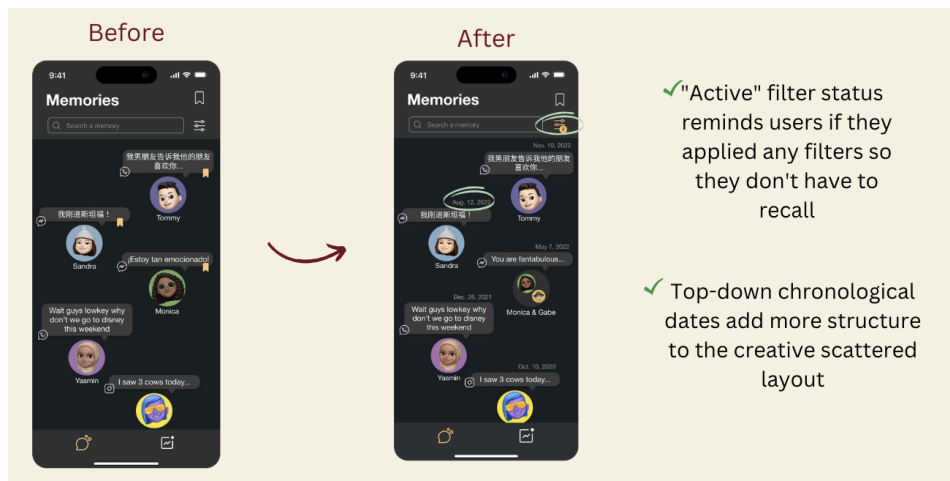 Before
9:41
Memories
Search a memory
我男朋友告诉我他的朋友
喜欢你...
Tommy
我刚进斯坦福！
Sandra
¡Estoy tan emocionado!
Monica
Wait guys lowkey why
don't we go to disney
this weekend
Yasmin
I saw 3 cows today...
After
9:41
Memories
Search a memory
Nov. 10, 2022
我男朋友告诉我他的朋友
喜欢你...
Tommy
Aug. 12, 2022
我刚进斯坦福！
Sandra
May 7, 2022
You are fantabulous...
Monica & Gabe
Dec. 26, 2021
Wait guys lowkey why
don't we go to disney
this weekend
Yasmin
Oct. 10, 2020
I saw 3 cows today...
"Active" filter status
reminds users if they
applied any filters so
they don't have to
recall
Top-down chronological
dates add more structure
to the creative scattered
layout